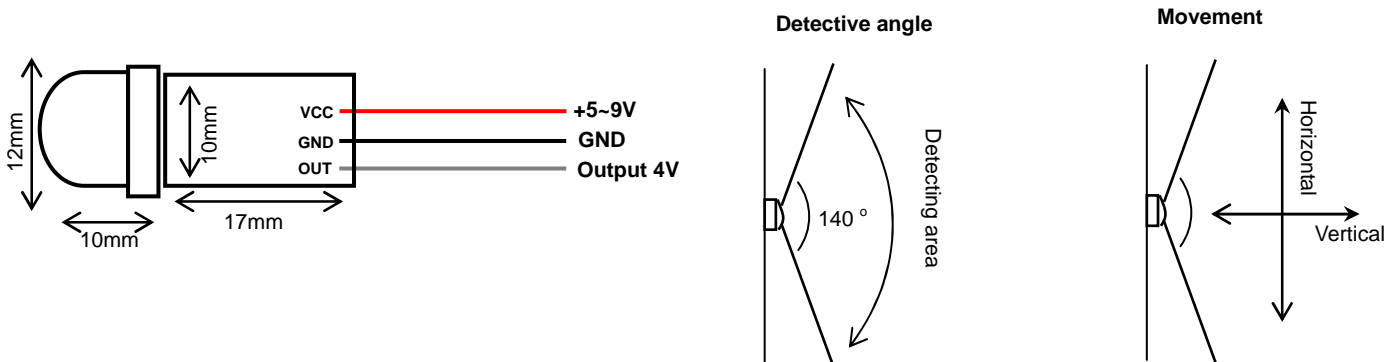 12mm
10mm
10mm
17mm
VCC
GND
OUT
+5~9V
GND
Output 4V
Detective angle
140 °
Detecting area
Movement
Horizontal
Vertical